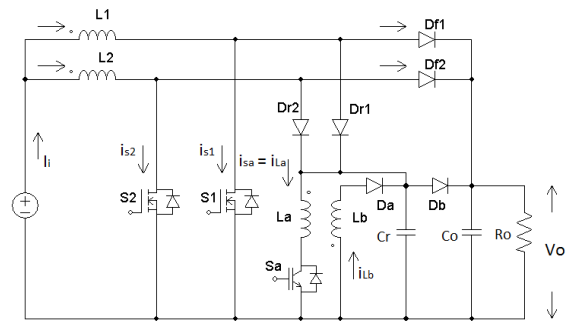 L1
Df1
L2
Df2
Dr2
Dr1
Ii
is2
is1
isa = iLa
S2
S1
La
Lb
Da
Db
Cr
Co
Ro
Vo
Sa
iLb